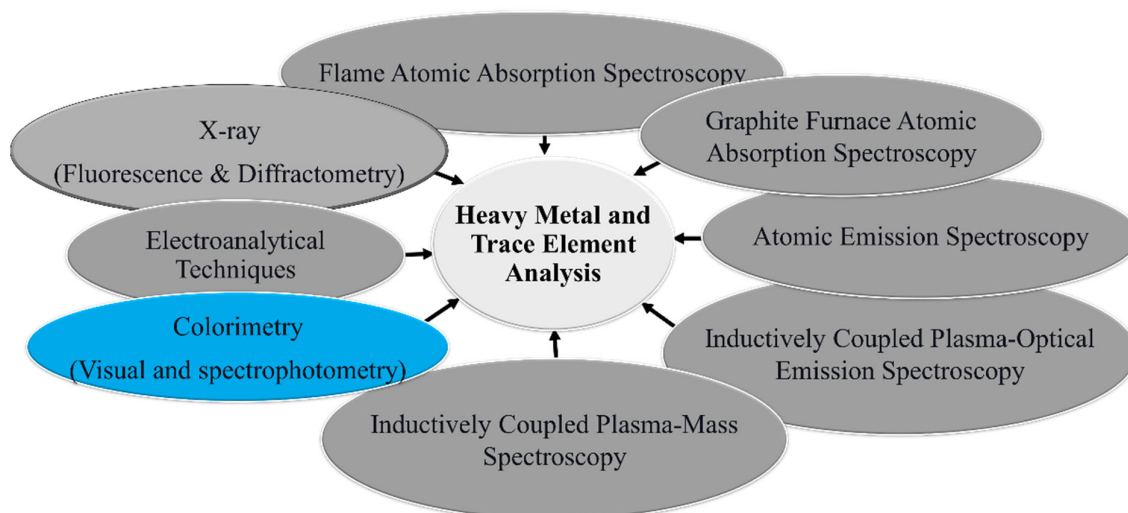 Flame Atomic Absorption Spectroscopy
X-ray
(Fluorescence & Diffractometry)
Graphite Furnace Atomic
Absorption Spectroscopy
Heavy Metal and
Trace Element
Analysis
Electroanalytical
Techniques
Atomic Emission Spectroscopy
Colorimetry
(Visual and spectrophotometry)
Inductively Coupled Plasma-Optical
Emission Spectroscopy
Inductively Coupled Plasma-Mass
Spectroscopy